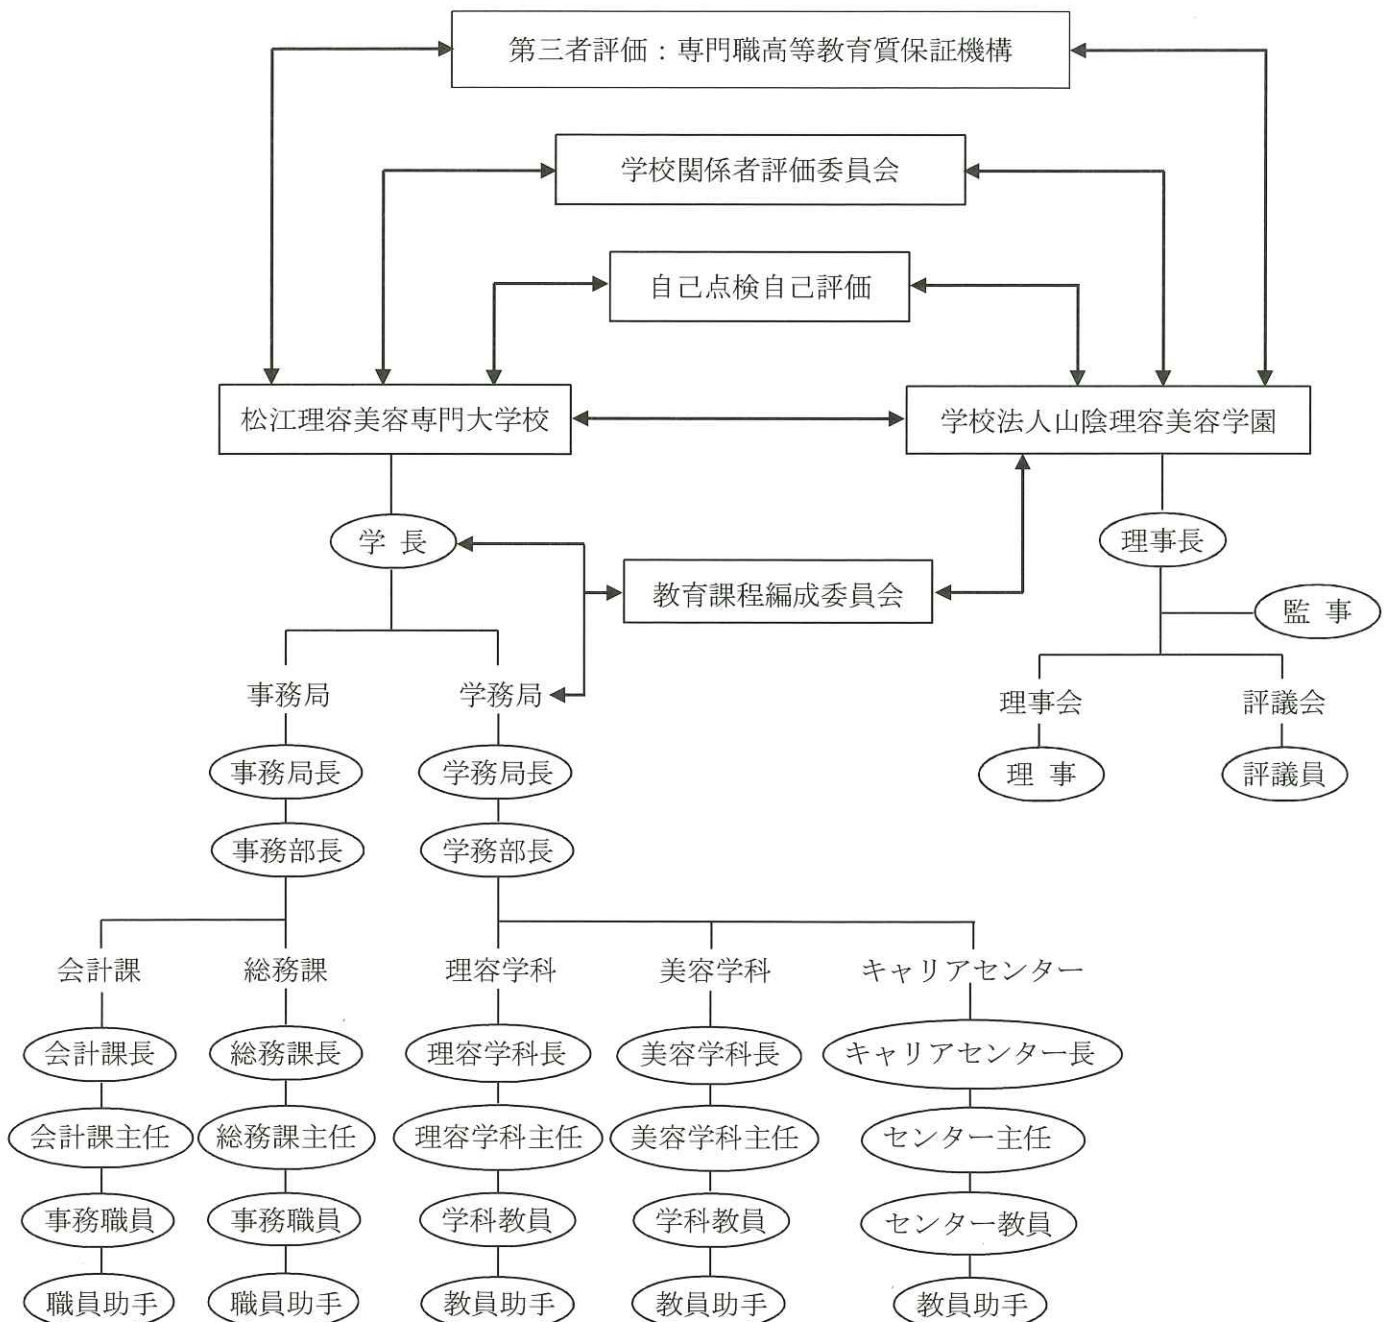 第三者評価：専門職高等教育質保証機構
学校関係者評価委員会
自己点検自己評価
松江理容美容専門大学校
学校法人山陰理容美容学園
学 長
理事長
教育課程編成委員会
監 事
事務局
学務局
理事会
評議会
事務局長
学務局長
理 事
評議員
事務部長
学務部長
会計課
総務課
理容学科
美容学科
キャリアセンター
会計課長
総務課長
理容学科長
美容学科長
キャリアセンター長
会計課主任
総務課主任
理容学科主任
美容学科主任
センター主任
事務職員
事務職員
学科教員
学科教員
センター教員
職員助手
職員助手
教員助手
教員助手
教員助手